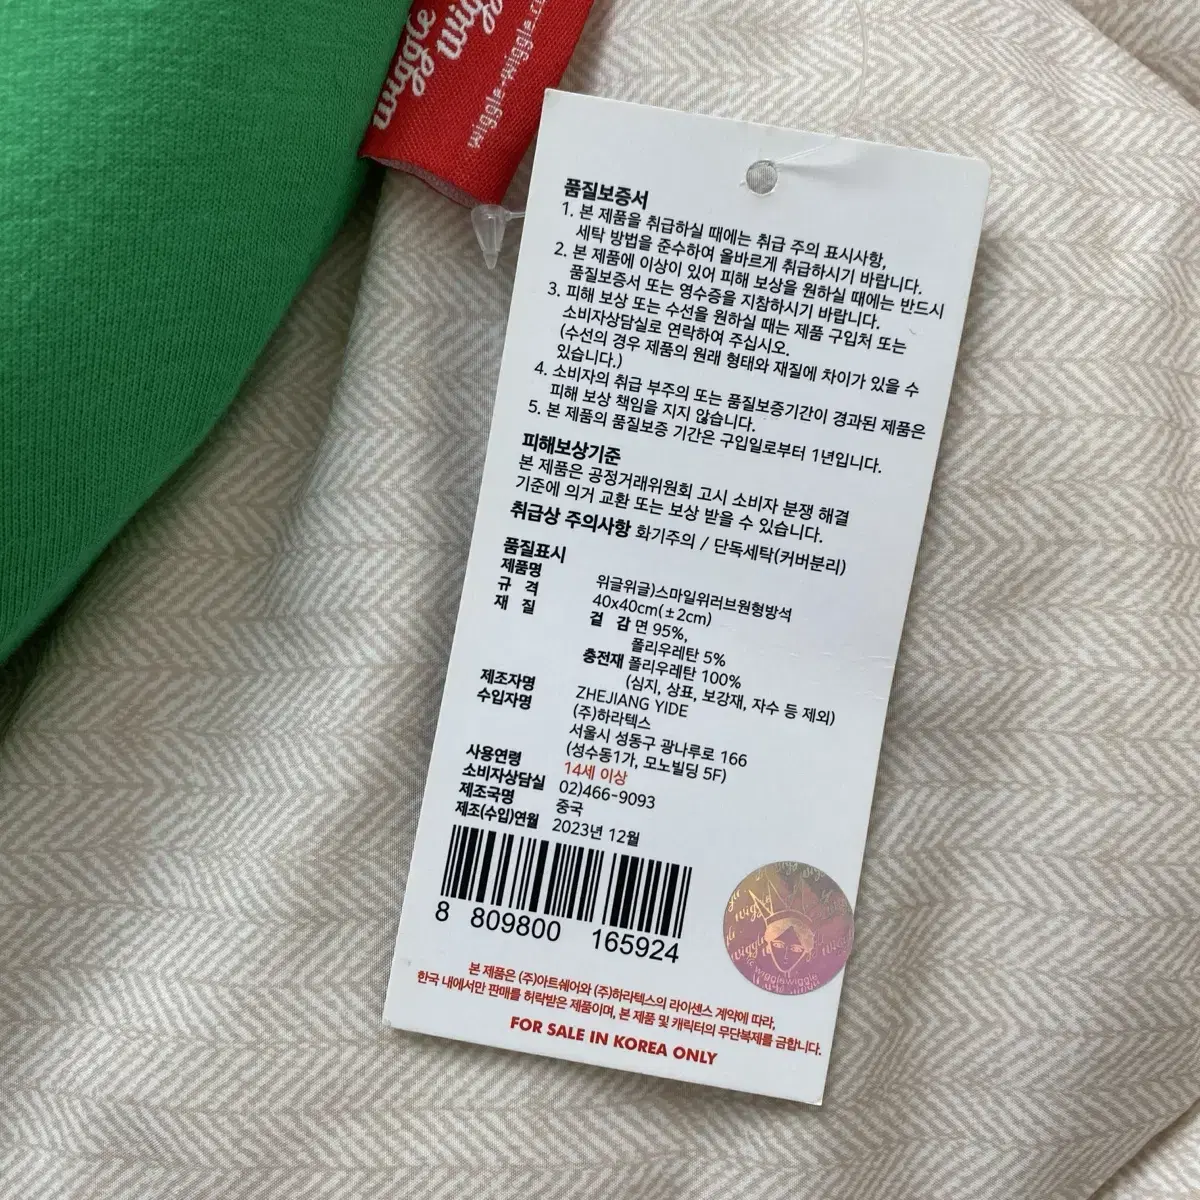 wiggle
wiggle-wiggle.
품질보증서
1. 본 제품을 취급하실 때에는 취급 주의 표시사항,
세탁 방법을 준수하여 올바르게 취급하시기 바랍니다.
2. 본 제품에 이상이 있어 피해 보상을 원하실 때에는 반드시
품질보증서 또는 영수증을 지참하시기 바랍니다.
3. 피해 보상 또는 수선을 원하실 때는 제품 구입처 또는
소비자상담실로 연락하여 주십시오.
(수선의 경우 제품의 원래 형태와 재질에 차이가 있을 수
있습니다.)
4. 소비자의 취급 부주의 또는 품질보증기간이 경과된 제품은
피해 보상 책임을 지지 않습니다.
5. 본 제품의 품질보증 기간은 구입일로부터 1년입니다.
피해보상기준
본 제품은 공정거래위원회 고시 소비자 분쟁 해결
기준에 의거 교환 또는 보상 받을 수 있습니다.
취급상 주의사항 화기주의 / 단독세탁(커버분리)
품질표시
제품명 위글위글)스마일위러브원형방석
규 격 40x40cm(±2cm)
재 질 겉 감 면 95%,
폴리우레탄 5%
충전재 폴리우레탄 100%
(심지, 상표, 보강재, 자수 등 제외)
제조자명 ZHEJIANG YIDE
수입자명 (주)하라텍스
서울시 성동구 광나루로 166
(성수동1가, 모노빌딩 5F)
사용연령 14세 이상
소비자상담실 02)466-9093
제조국명 중국
제조(수입)연월 2023년 12월
8 809800 165924
wigglewiggle
본 제품은 (주)아트쉐어와 (주)하라텍스의 라이센스 계약에 따라,
한국 내에서만 판매를 허락받은 제품이며, 본 제품 및 캐릭터의 무단복제를 금합니다.
FOR SALE IN KOREA ONLY